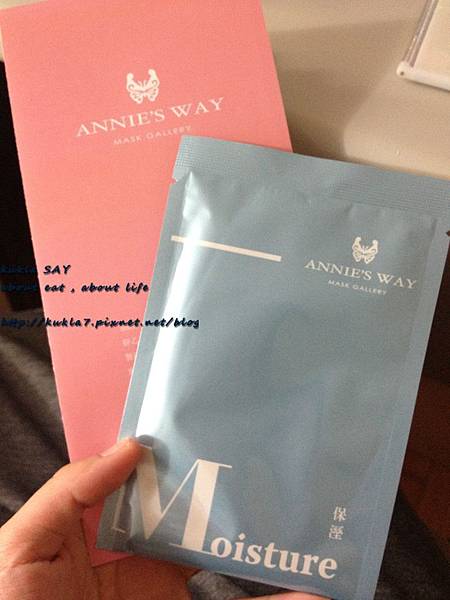 ANNIE'S WAY
MASK GALLERY
kukla SAY
about eat , about life
http://kukla7.pixnet.net/blog
ANNIE'S WAY
MASK GALLERY
保溼
Moisture